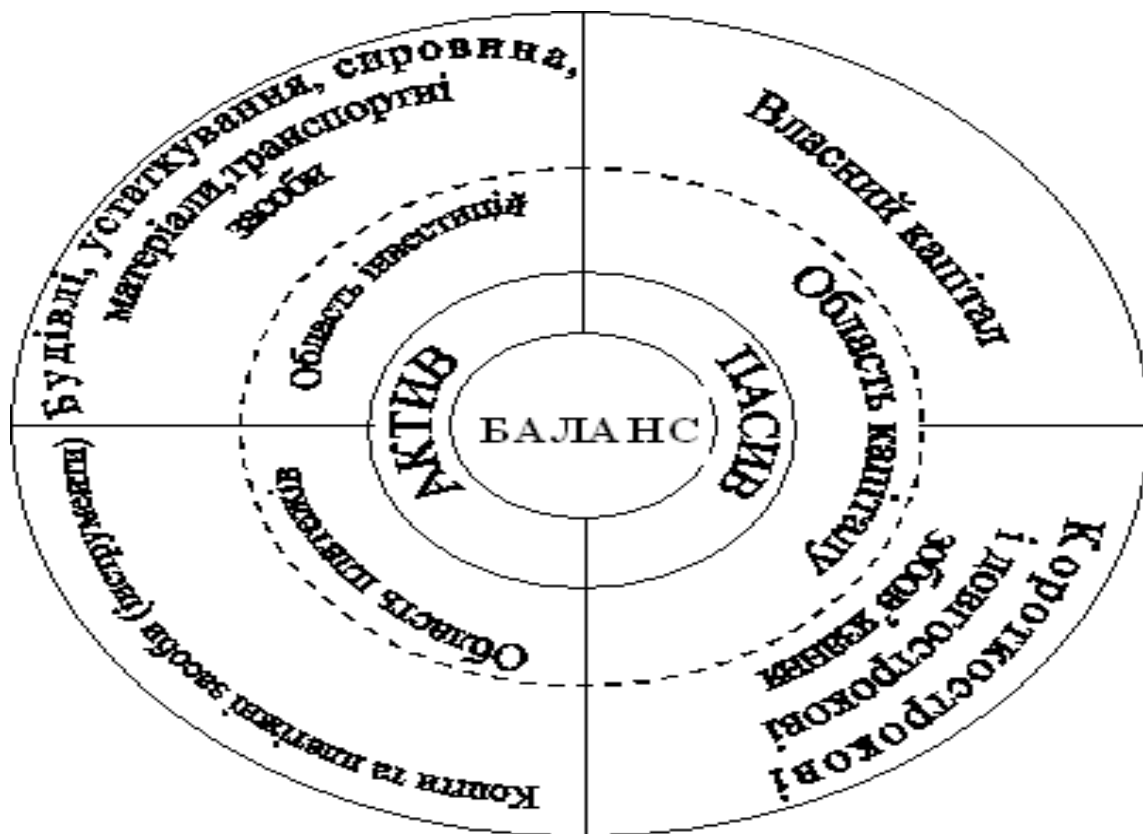 Будівлі, устаткування, сировина,
матеріали,транспортні
засоби
Область інвестицій
Власний капітал
Область капіталу
АКТИВ
БАЛАНС
ПАСИВ
Область платежів
Кошти та платіжні засоби (інструменти)
Короткострокові
і довгострокові
зобов’язання